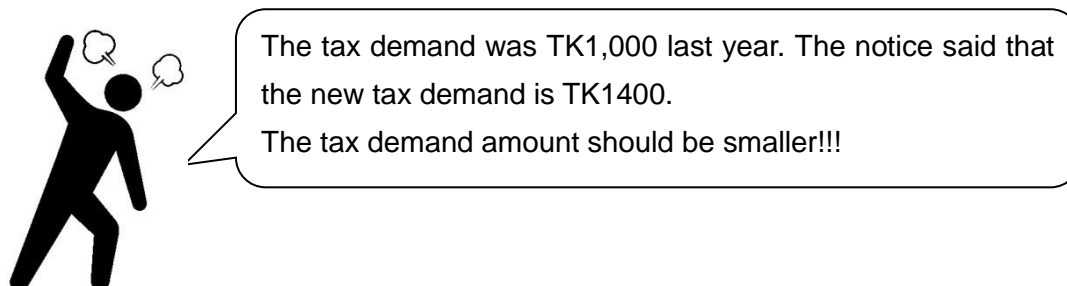 The tax demand was TK1,000 last year. The notice said that
the new tax demand is TK1400.
The tax demand amount should be smaller!!!